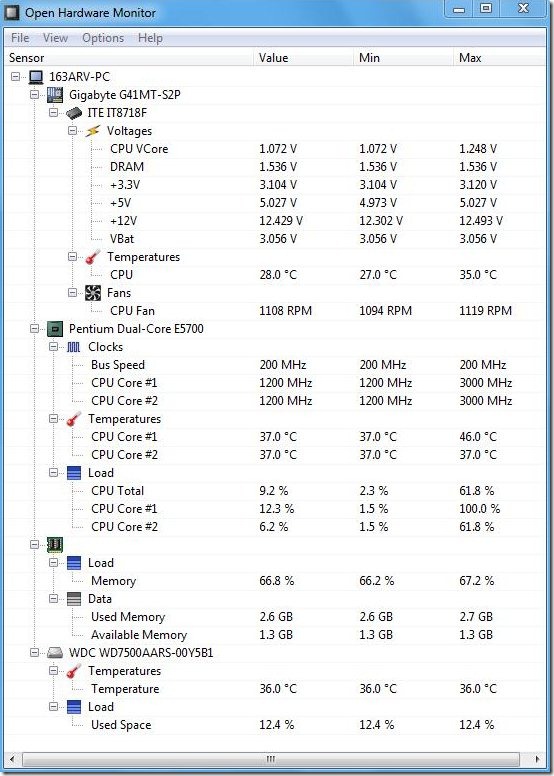 Open Hardware Monitor
File View Options Help
Sensor Value Min Max
163ARV-PC
Gigabyte G41MT-S2P
ITE IT8718F
Voltages
CPU VCore 1.072 V 1.072 V 1.248 V
DRAM 1.536 V 1.536 V 1.536 V
+3.3V 3.104 V 3.104 V 3.120 V
+5V 5.027 V 4.973 V 5.027 V
+12V 12.429 V 12.302 V 12.493 V
VBat 3.056 V 3.056 V 3.056 V
Temperatures
CPU 28.0 °C 27.0 °C 35.0 °C
Fans
CPU Fan 1108 RPM 1094 RPM 1119 RPM
Pentium Dual-Core E5700
Clocks
Bus Speed 200 MHz 200 MHz 200 MHz
CPU Core #1 1200 MHz 1200 MHz 3000 MHz
CPU Core #2 1200 MHz 1200 MHz 3000 MHz
Temperatures
CPU Core #1 37.0 °C 37.0 °C 46.0 °C
CPU Core #2 37.0 °C 37.0 °C 37.0 °C
Load
CPU Total 9.2 % 2.3 % 61.8 %
CPU Core #1 12.3 % 1.5 % 100.0 %
CPU Core #2 6.2 % 1.5 % 61.8 %
Load
Memory 66.8 % 66.2 % 67.2 %
Data
Used Memory 2.6 GB 2.6 GB 2.7 GB
Available Memory 1.3 GB 1.3 GB 1.3 GB
WDC WD7500AARS-00Y5B1
Temperatures
Temperature 36.0 °C 36.0 °C 36.0 °C
Load
Used Space 12.4 % 12.4 % 12.4 %